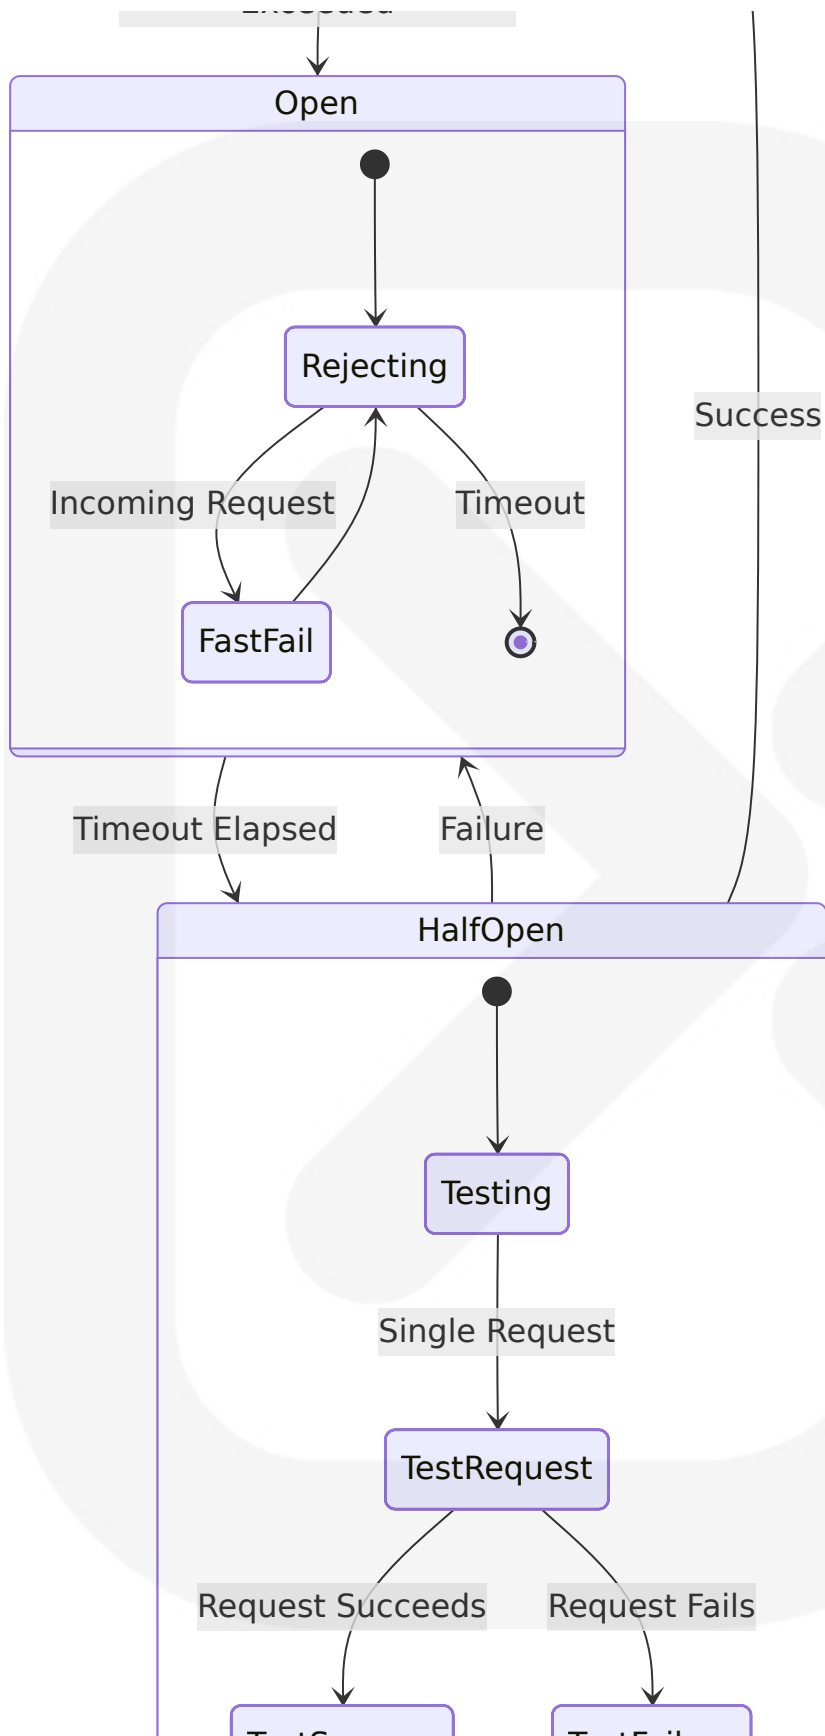 Open
Rejecting
Success
Incoming Request
Timeout
FastFail
Timeout Elapsed
Failure
HalfOpen
Testing
Single Request
TestRequest
Request Succeeds
Request Fails